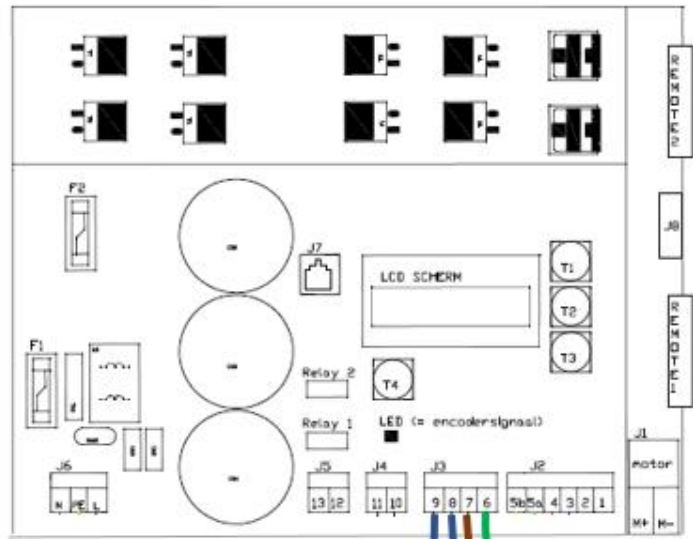 REMOTE2
F2
J8
J7
LCD SCHERM
T1
T2
T3
REMOTE1
F1
Relay 2
T4
Relay 1
LED (= encodersignaal)
J1
motor
M+ M-
J6
N PE L
J5
13 12
J4
11 10
J3
9 8 7 6
J2
5b 5a 4 3 2 1